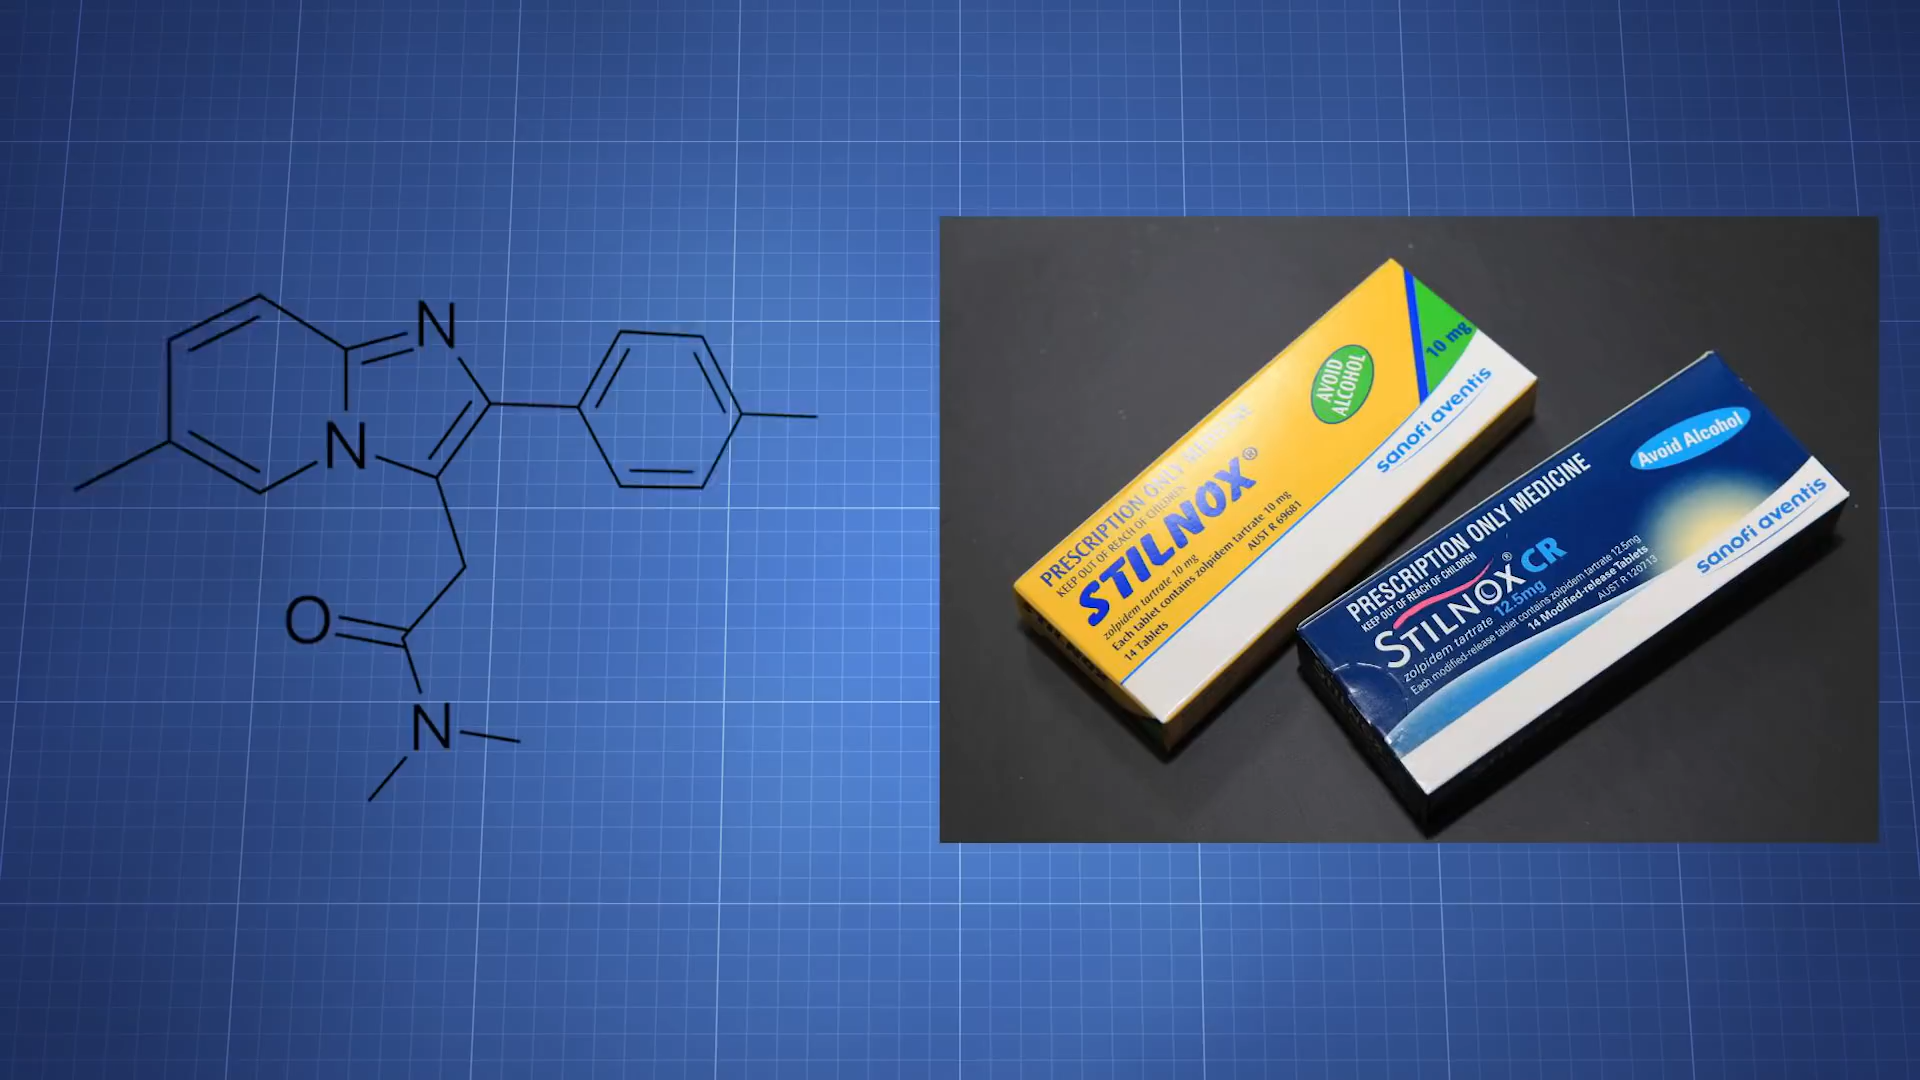 N
N
O
N
PRESCRIPTION ONLY MEDICINE
KEEP OUT OF REACH OF CHILDREN
STILNOX®
zolpidem tartrate 10 mg
Each tablet contains zolpidem tartrate 10 mg
14 Tablets
AUST R 69681
AVOID
ALCOHOL
10 mg
sanofi aventis
PRESCRIPTION ONLY MEDICINE
KEEP OUT OF REACH OF CHILDREN
STILNOX® CR
zolpidem tartrate 12.5mg
Each modified-release tablet contains zolpidem tartrate 12.5mg
14 Modified-release Tablets
AUST R 120713
Avoid Alcohol
sanofi aventis